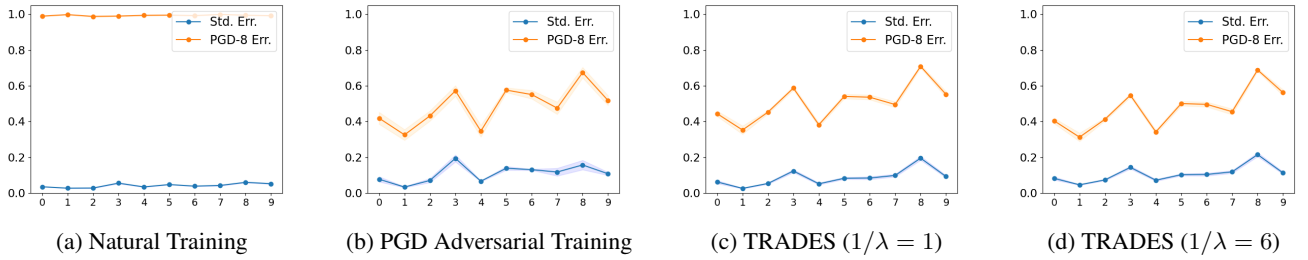 1.0
0.8
0.6
0.4
0.2
0.0
0 1 2 3 4 5 6 7 8 9
Std. Err.
PGD-8 Err.
(a) Natural Training
1.0
0.8
0.6
0.4
0.2
0.0
0 1 2 3 4 5 6 7 8 9
Std. Err.
PGD-8 Err.
(b) PGD Adversarial Training
1.0
0.8
0.6
0.4
0.2
0.0
0 1 2 3 4 5 6 7 8 9
Std. Err.
PGD-8 Err.
(c) TRADES (1/λ = 1)
1.0
0.8
0.6
0.4
0.2
0.0
0 1 2 3 4 5 6 7 8 9
Std. Err.
PGD-8 Err.
(d) TRADES (1/λ = 6)